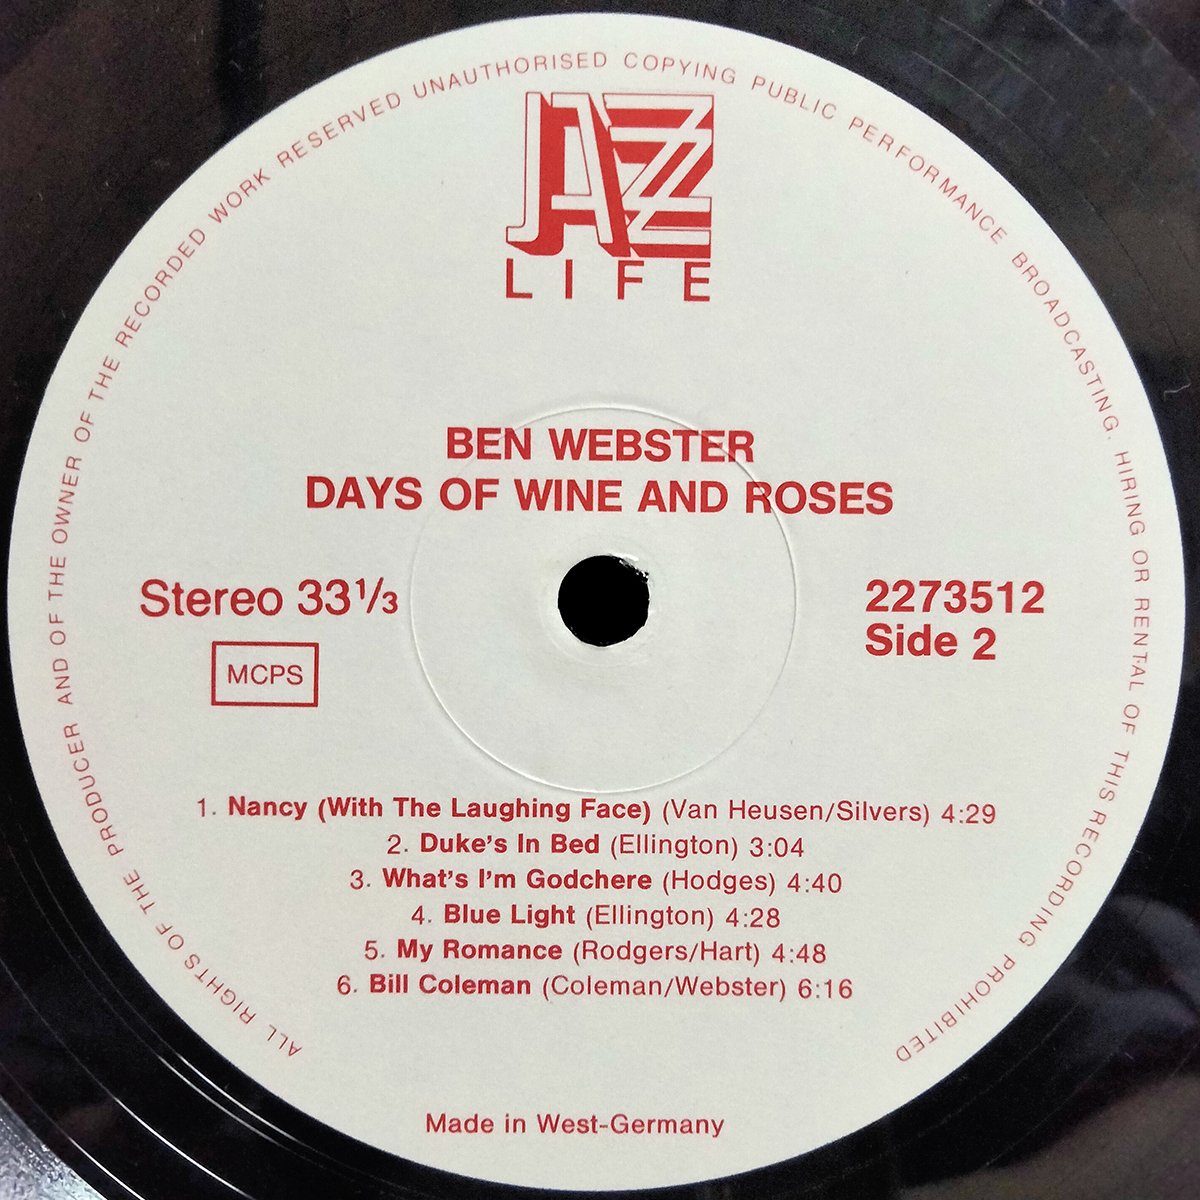 ALL RIGHTS OF THE PRODUCER AND OF THE OWNER OF THE RECORDED WORK RESERVED UNAUTHORISED COPYING PUBLIC PERFORMANCE BROADCASTING, HIRING OR RENTAL OF THIS RECORDING PROHIBITED
JAZZ
LIFE
BEN WEBSTER
DAYS OF WINE AND ROSES
Stereo 33 1/3
MCPS
2273512
Side 2
1. Nancy (With The Laughing Face) (Van Heusen/Silvers) 4:29
2. Duke's In Bed (Ellington) 3:04
3. What's I'm Godchere (Hodges) 4:40
4. Blue Light (Ellington) 4:28
5. My Romance (Rodgers/Hart) 4:48
6. Bill Coleman (Coleman/Webster) 6:16
Made in West-Germany